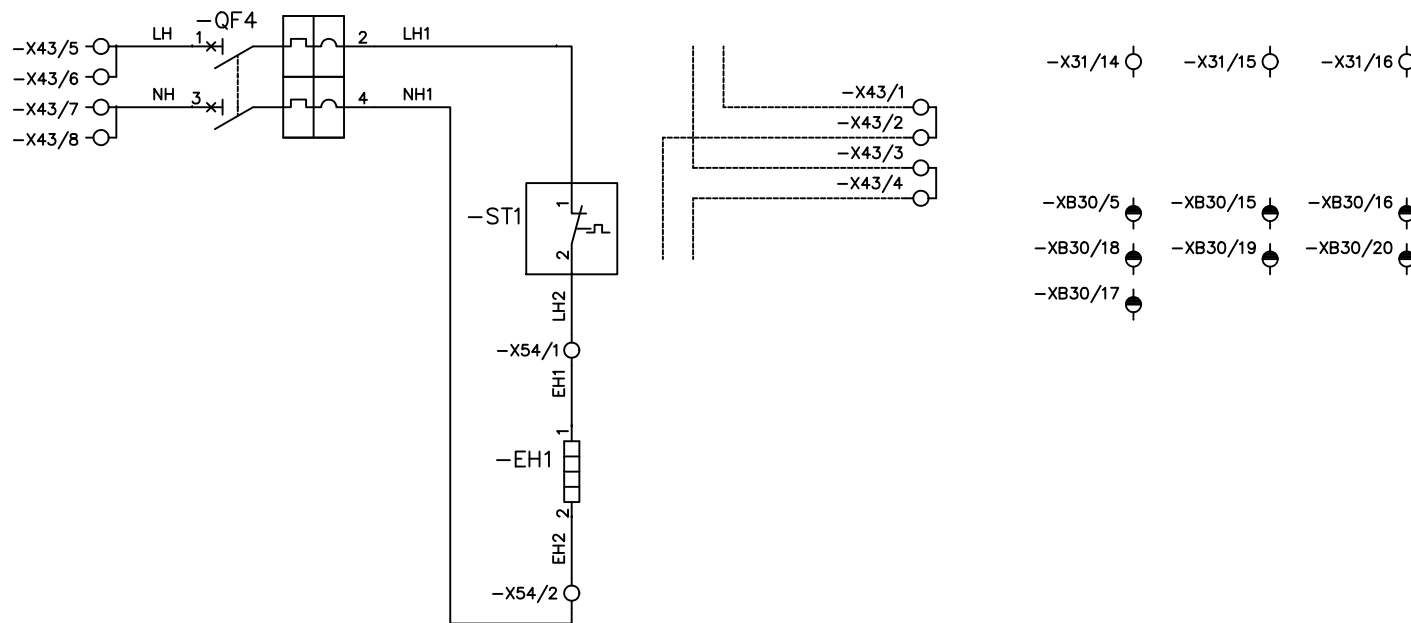 -QF4
-X43/5
LH
1
2
LH1
-X43/6
-X43/7
NH
3
4
NH1
-X43/8
-X43/1
-X43/2
-X43/3
-X43/4
-X31/14
-X31/15
-X31/16
-ST1
1
2
-XB30/5
-XB30/15
-XB30/16
-XB30/18
-XB30/19
-XB30/20
-XB30/17
LH2
-X54/1
EH1
1
-EH1
2
EH2
-X54/2